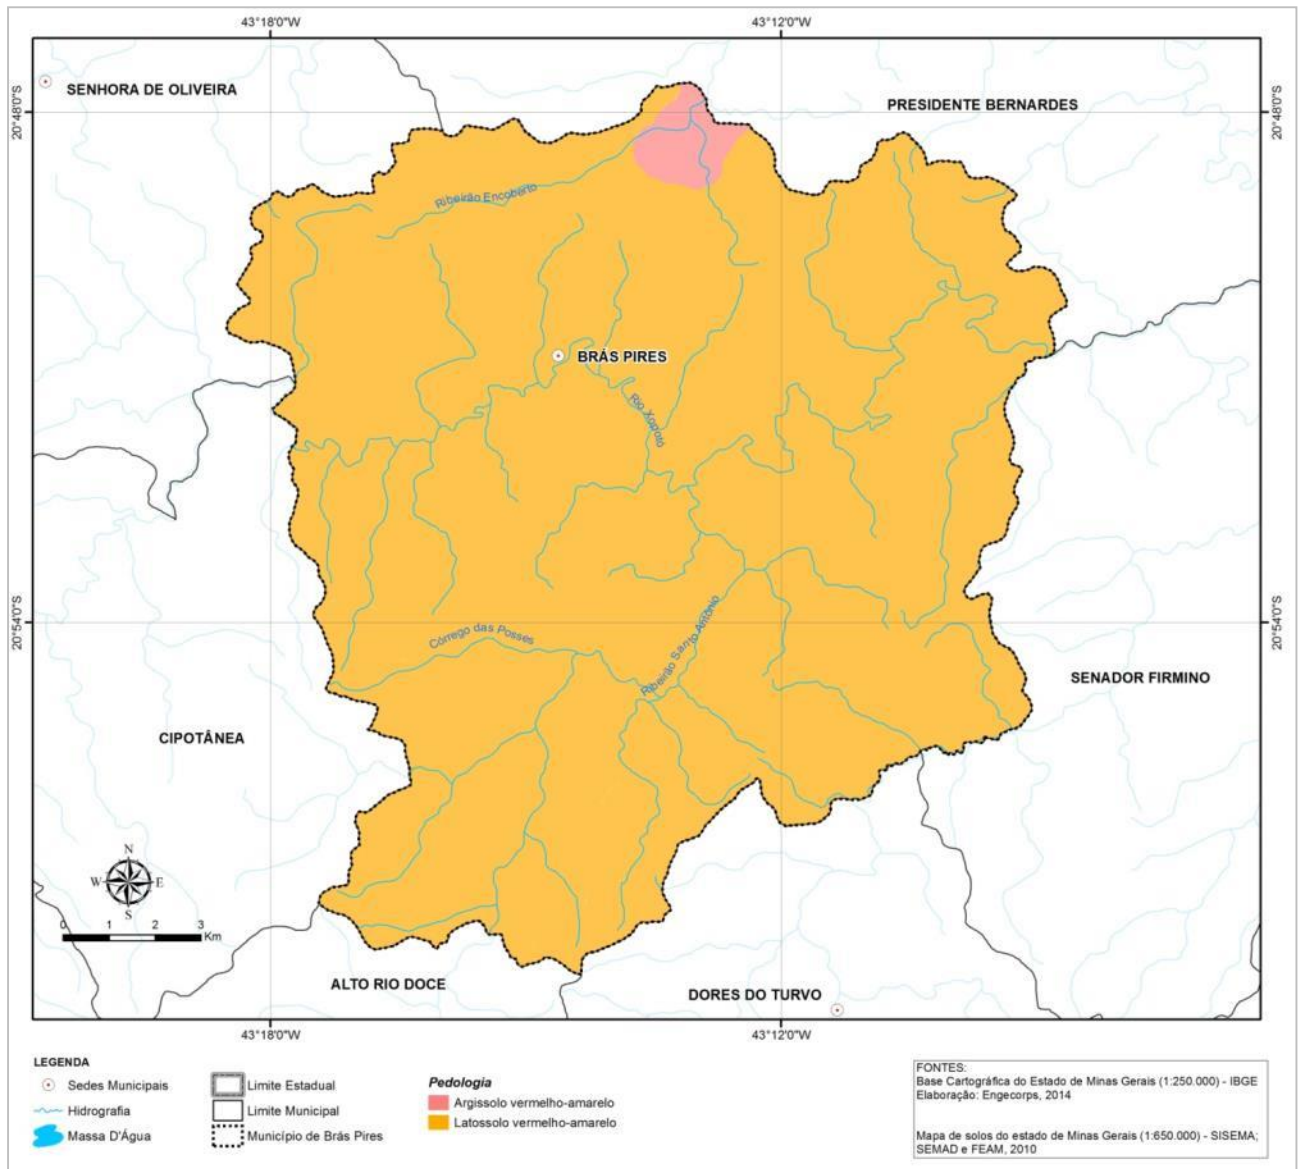 43°18'0"W
43°12'0"W
SENHORA DE OLIVEIRA
PRESIDENTE BERNARDES
20°48'0"S
20°48'0"S
Ribeirão Encoberto
BRÁS PIRES
Rio Xopotó
20°54'0"S
20°54'0"S
Córrego das Posses
Ribeirão Santo Antônio
SENADOR FIRMINO
CIPOTÂNEA
N
W
E
S
0 1 2 3
Km
ALTO RIO DOCE
DORES DO TURVO
43°18'0"W
43°12'0"W
LEGENDA
Sedes Municipais
Hidrografia
Massa D'Água
Limite Estadual
Limite Municipal
Município de Brás Pires
Pedologia
Argissolo vermelho-amarelo
Latossolo vermelho-amarelo
FONTES:
Base Cartográfica do Estado de Minas Gerais (1:250.000) - IBGE
Elaboração: Engecorps, 2014
Mapa de solos do estado de Minas Gerais (1:650.000) - SISEMA;
SEMAD e FEAM, 2010